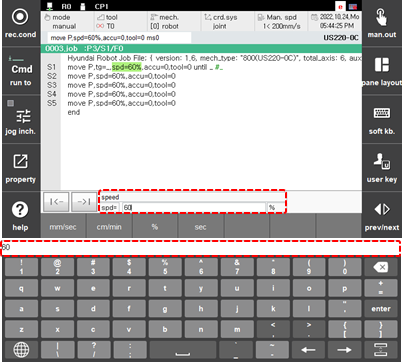 R0 CP1
mode
manual
tool
T0
mech.
[0] robot
crd.sys
joint
Man. spd
1< 200mm/s
2022.10.24,Mo
05:44:25 PM
move P,spd=60%,accu=0,tool=0 ms0
US220-0C
0003.job :P3/S1/F0
Hyundai Robot Job File: { version: 1.6, mech_type: "800(US220-0C)", total_axis: 6, aux
S1 move P,tg=_,spd=60%,accu=0,tool=0 until _ #_
S2 move P,spd=60%,accu=0,tool=0
S3 move P,spd=60%,accu=0,tool=0
S4 move P,spd=60%,accu=0,tool=0
S5 move P,spd=60%,accu=0,tool=0
end
rec.cond
Cmd
run to
jog inch.
property
?
help
man.out
pane layout
soft kb.
user key
prev/next
|<-
->|
speed
spd= 60 %
mm/sec cm/min % sec
60
! @ # $ % ^ & * ( )
1 2 3 4 5 6 7 8 9 0
q w e r t y u i o p + =
a s d f g h j k l " , enter
z x c v b n m < , > . { [ } ]
| \ ? / : ; _ - ~ ← →